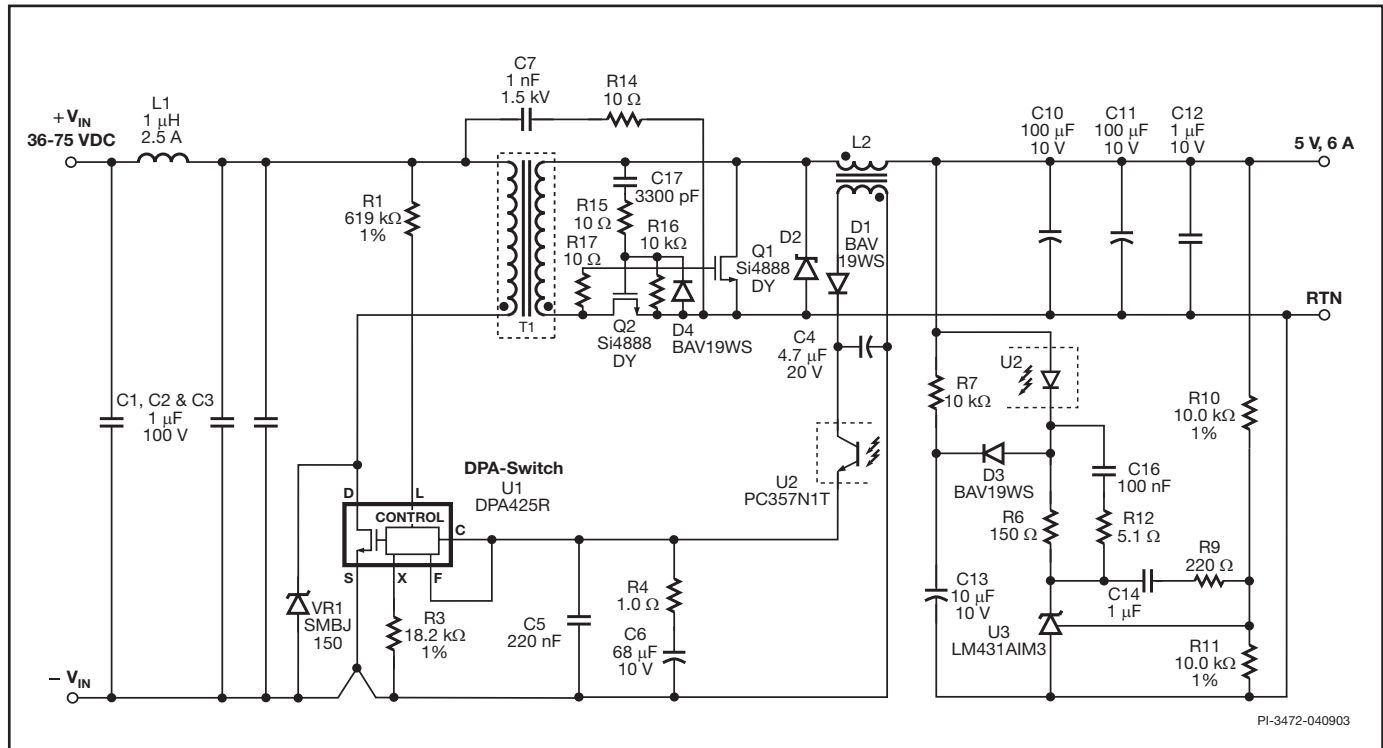 + VIN
36-75 VDC
L1
1 µH
2.5 A
C7
1 nF
1.5 kV
R14
10 Ω
L2
C10
100 µF
10 V
C11
100 µF
10 V
C12
1 µF
10 V
5 V, 6 A
R1
619 kΩ
1%
C17
3300 pF
R15
10 Ω
R16
10 kΩ
R17
10 Ω
Q1
Si4888
DY
D2
D1
BAV
19WS
T1
Q2
Si4888
DY
D4
BAV19WS
RTN
C4
4.7 µF
20 V
R7
10 kΩ
U2
R10
10.0 kΩ
1%
C1, C2 & C3
1 µF
100 V
DPA-Switch
U1
DPA425R
D
L
CONTROL
C
S
X
F
U2
PC357N1T
D3
BAV19WS
C16
100 nF
R6
150 Ω
R12
5.1 Ω
R9
220 Ω
VR1
SMBJ
150
R3
18.2 kΩ
1%
C5
220 nF
R4
1.0 Ω
C6
68 µF
10 V
C13
10 µF
10 V
C14
1 µF
U3
LM431AIM3
R11
10.0 kΩ
1%
− VIN
PI-3472-040903